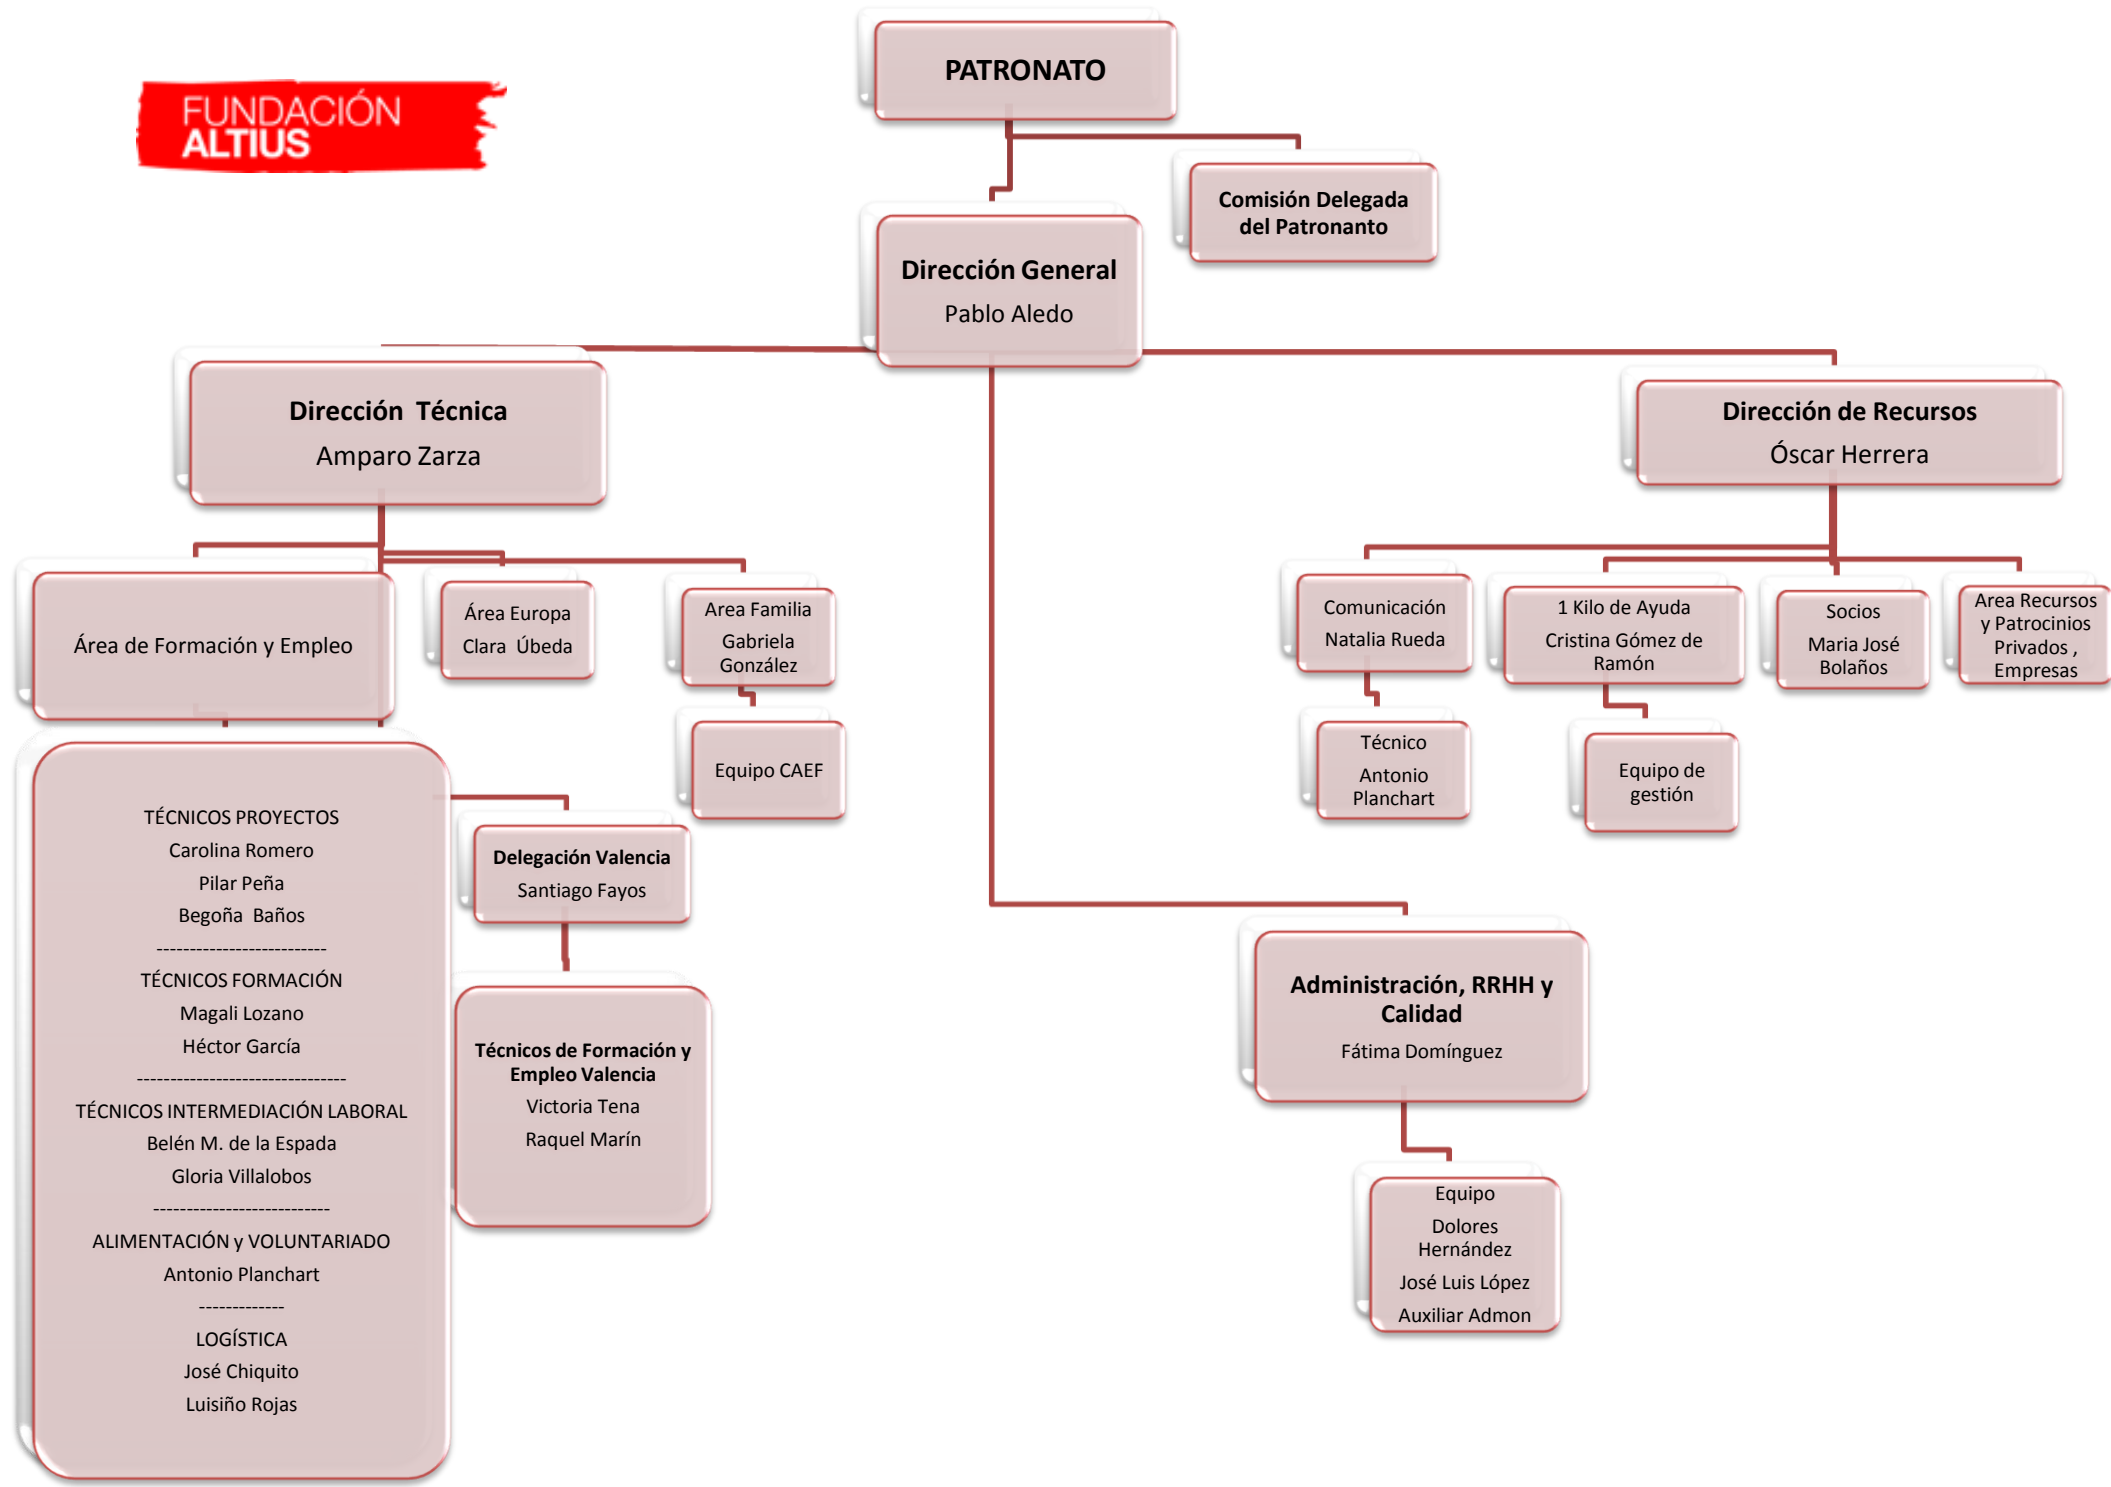 PATRONATO
FUNDACIÓN
ALTIUS
Comisión Delegada
del Patronanto
Dirección General
Pablo Aledo
Dirección  Técnica
Amparo Zarza
Dirección de Recursos
Óscar Herrera
Área de Formación y Empleo
Área Europa
Clara  Úbeda
Area Familia
Gabriela
González
Equipo CAEF
Comunicación
Natalia Rueda
1 Kilo de Ayuda
Cristina Gómez de
Ramón
Socios
Maria José
Bolaños
Area Recursos
y Patrocinios
Privados ,
Empresas
Técnico
Antonio
Planchart
Equipo de
gestión
TÉCNICOS PROYECTOS
Carolina Romero
Pilar Peña
Begoña  Baños
--------------------------
TÉCNICOS FORMACIÓN
Magali Lozano
Héctor García
--------------------------------
TÉCNICOS INTERMEDIACIÓN LABORAL
Belén M. de la Espada
Gloria Villalobos
---------------------------
ALIMENTACIÓN y VOLUNTARIADO
Antonio Planchart
-------------
LOGÍSTICA
José Chiquito
Luisiño Rojas
Delegación Valencia
Santiago Fayos
Técnicos de Formación y
Empleo Valencia
Victoria Tena
Raquel Marín
Administración, RRHH y
Calidad
Fátima Domínguez
Equipo
Dolores
Hernández
José Luis López
Auxiliar Admon